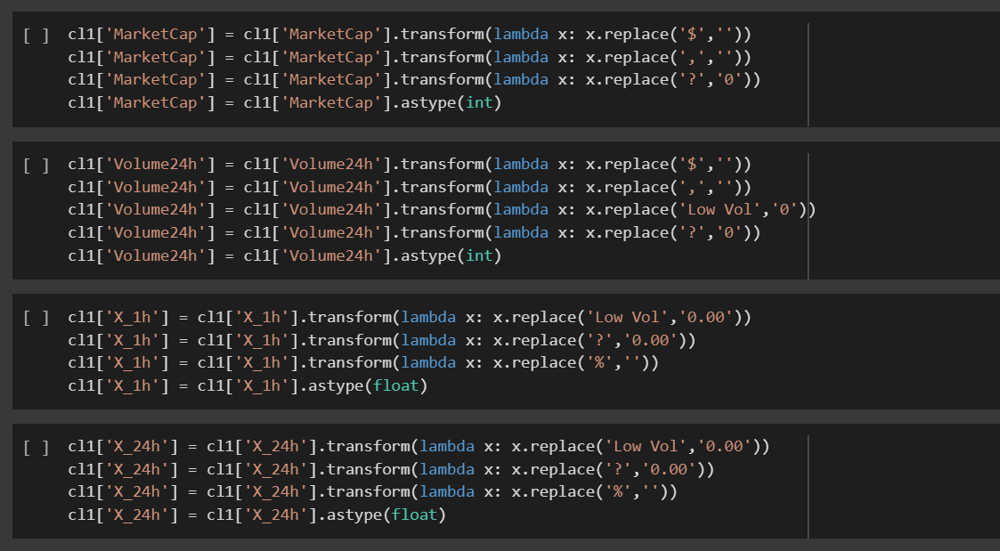 [ ] cl1['MarketCap'] = cl1['MarketCap'].transform(lambda x: x.replace('$',''))
cl1['MarketCap'] = cl1['MarketCap'].transform(lambda x: x.replace(',',''))
cl1['MarketCap'] = cl1['MarketCap'].transform(lambda x: x.replace('?','0'))
cl1['MarketCap'] = cl1['MarketCap'].astype(int)
[ ] cl1['Volume24h'] = cl1['Volume24h'].transform(lambda x: x.replace('$',''))
cl1['Volume24h'] = cl1['Volume24h'].transform(lambda x: x.replace(',',''))
cl1['Volume24h'] = cl1['Volume24h'].transform(lambda x: x.replace('Low Vol','0'))
cl1['Volume24h'] = cl1['Volume24h'].transform(lambda x: x.replace('?','0'))
cl1['Volume24h'] = cl1['Volume24h'].astype(int)
[ ] cl1['X_1h'] = cl1['X_1h'].transform(lambda x: x.replace('Low Vol','0.00'))
cl1['X_1h'] = cl1['X_1h'].transform(lambda x: x.replace('?','0.00'))
cl1['X_1h'] = cl1['X_1h'].transform(lambda x: x.replace('%',''))
cl1['X_1h'] = cl1['X_1h'].astype(float)
[ ] cl1['X_24h'] = cl1['X_24h'].transform(lambda x: x.replace('Low Vol','0.00'))
cl1['X_24h'] = cl1['X_24h'].transform(lambda x: x.replace('?','0.00'))
cl1['X_24h'] = cl1['X_24h'].transform(lambda x: x.replace('%',''))
cl1['X_24h'] = cl1['X_24h'].astype(float)